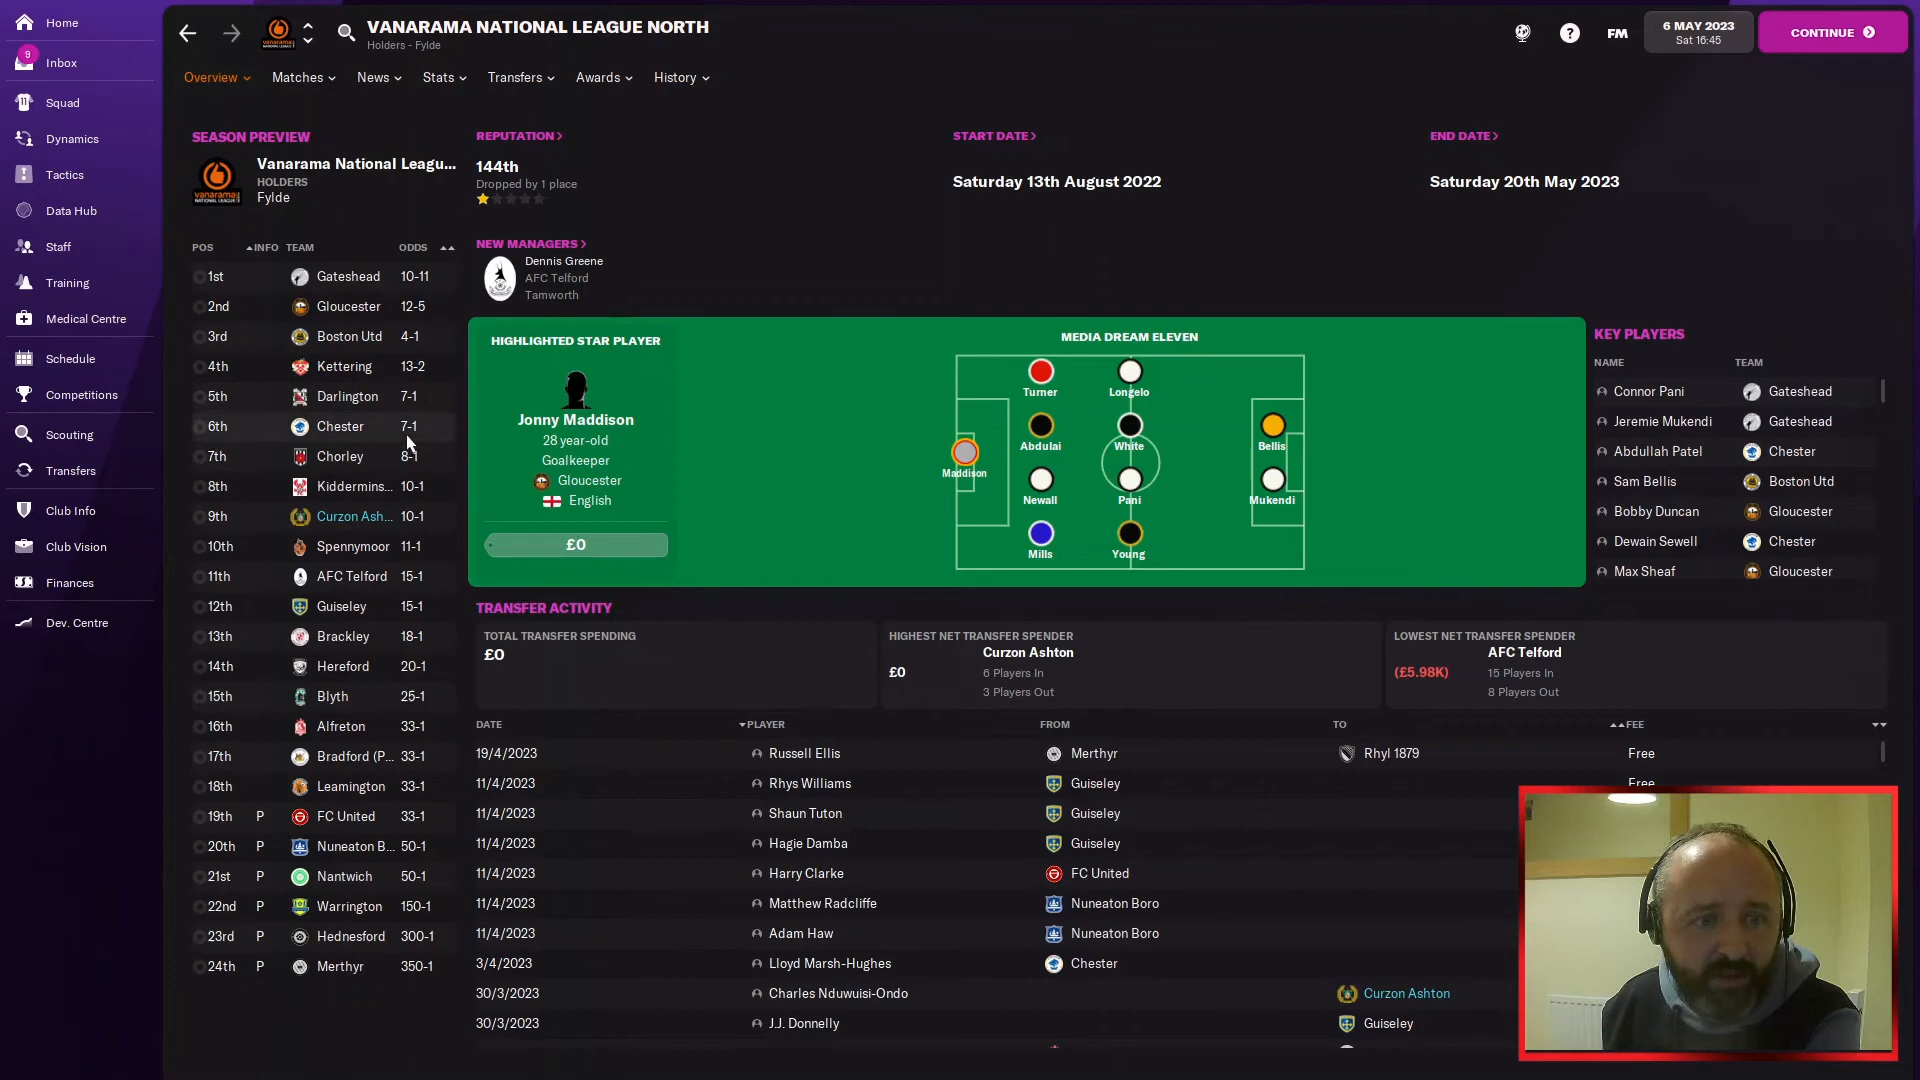 Home
9
Inbox
Squad
Dynamics
Tactics
Data Hub
Staff
Training
Medical Centre
Schedule
Competitions
Scouting
Transfers
Club Info
Club Vision
Finances
Dev. Centre
VANARAMA NATIONAL LEAGUE NORTH
Holders - Fylde
FM
6 MAY 2023
Sat 16:45
CONTINUE
Overview Matches News Stats Transfers Awards History
SEASON PREVIEW
Vanarama National Leagu...
HOLDERS
Fylde
REPUTATION
144th
Dropped by 1 place
START DATE
Saturday 13th August 2022
END DATE
Saturday 20th May 2023
NEW MANAGERS
Dennis Greene
AFC Telford
Tamworth
POS INFO TEAM ODDS
1st Gateshead 10-11
2nd Gloucester 12-5
3rd Boston Utd 4-1
4th Kettering 13-2
5th Darlington 7-1
6th Chester 7-1
7th Chorley 8-1
8th Kiddermins... 10-1
9th Curzon Ash... 10-1
10th Spennymoor 11-1
11th AFC Telford 15-1
12th Guiseley 15-1
13th Brackley 18-1
14th Hereford 20-1
15th Blyth 25-1
16th Alfreton 33-1
17th Bradford (P... 33-1
18th Leamington 33-1
19th P FC United 33-1
20th P Nuneaton B... 50-1
21st P Nantwich 50-1
22nd P Warrington 150-1
23rd P Hednesford 300-1
24th P Merthyr 350-1
HIGHLIGHTED STAR PLAYER
Jonny Maddison
28 year-old
Goalkeeper
Gloucester
English
£0
MEDIA DREAM ELEVEN
Turner Longelo
Abdulai White Bellis
Maddison
Newall Pani Mukendi
Mills Young
KEY PLAYERS
NAME TEAM
Connor Pani Gateshead
Jeremie Mukendi Gateshead
Abdullah Patel Chester
Sam Bellis Boston Utd
Bobby Duncan Gloucester
Dewain Sewell Chester
Max Sheaf Gloucester
TRANSFER ACTIVITY
TOTAL TRANSFER SPENDING
£0
HIGHEST NET TRANSFER SPENDER
Curzon Ashton
£0
6 Players In
3 Players Out
LOWEST NET TRANSFER SPENDER
AFC Telford
(£5.98K)
15 Players In
8 Players Out
DATE PLAYER FROM TO FEE
19/4/2023 Russell Ellis Merthyr Rhyl 1879 Free
11/4/2023 Rhys Williams Guiseley Free
11/4/2023 Shaun Tuton Guiseley
11/4/2023 Hagie Damba Guiseley
11/4/2023 Harry Clarke FC United
11/4/2023 Matthew Radcliffe Nuneaton Boro
11/4/2023 Adam Haw Nuneaton Boro
3/4/2023 Lloyd Marsh-Hughes Chester
30/3/2023 Charles Nduwuisi-Ondo Curzon Ashton
30/3/2023 J.J. Donnelly Guiseley